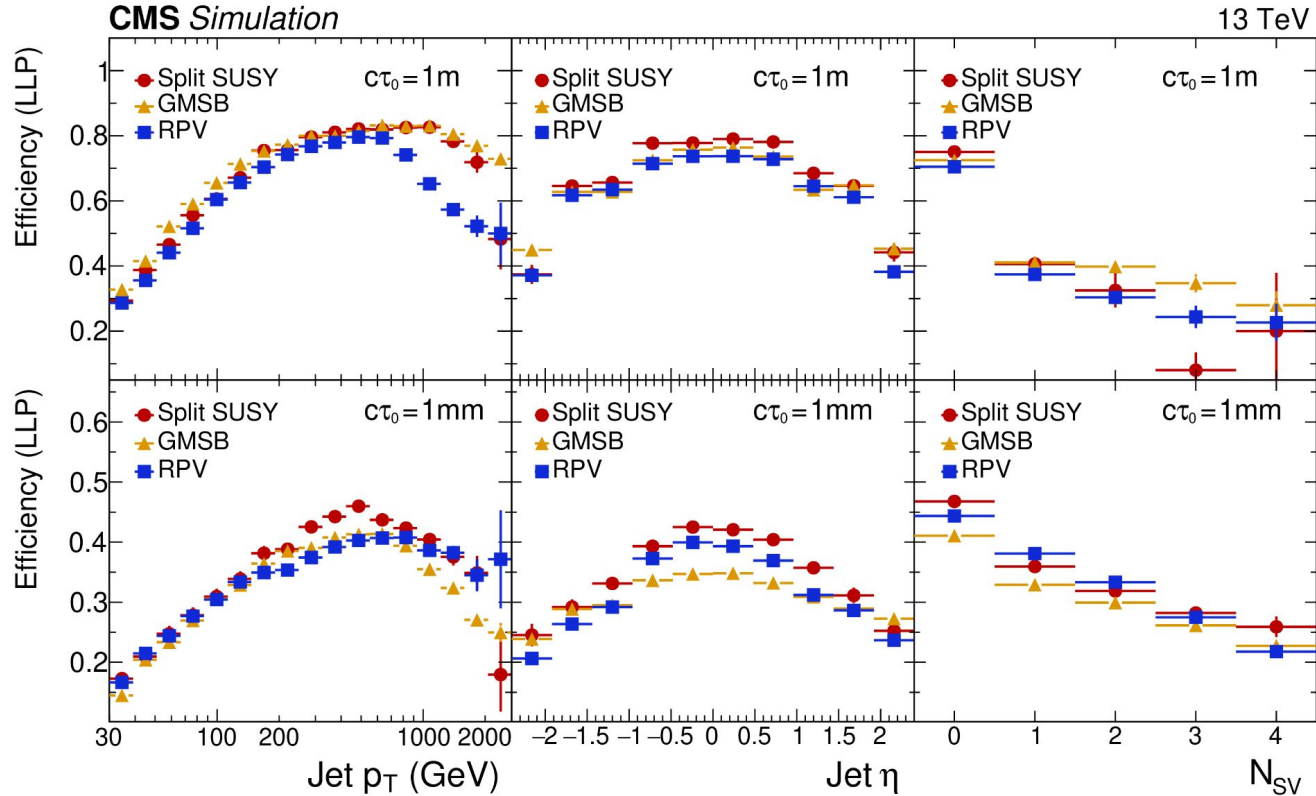 CMS Simulation 13 TeV
Efficiency (LLP)
1
0.8
0.6
0.4
0.2
Split SUSY
GMSB
RPV
cτ₀ = 1m
Split SUSY
GMSB
RPV
cτ₀ = 1m
Split SUSY
GMSB
RPV
cτ₀ = 1m
Efficiency (LLP)
0.6
0.5
0.4
0.3
0.2
Split SUSY
GMSB
RPV
cτ₀ = 1mm
Split SUSY
GMSB
RPV
cτ₀ = 1mm
Split SUSY
GMSB
RPV
cτ₀ = 1mm
30 100 200 1000 2000
−2 −1.5 −1 −0.5 0 0.5 1 1.5 2
0 1 2 3 4
Jet p_T (GeV)
Jet η
N_SV